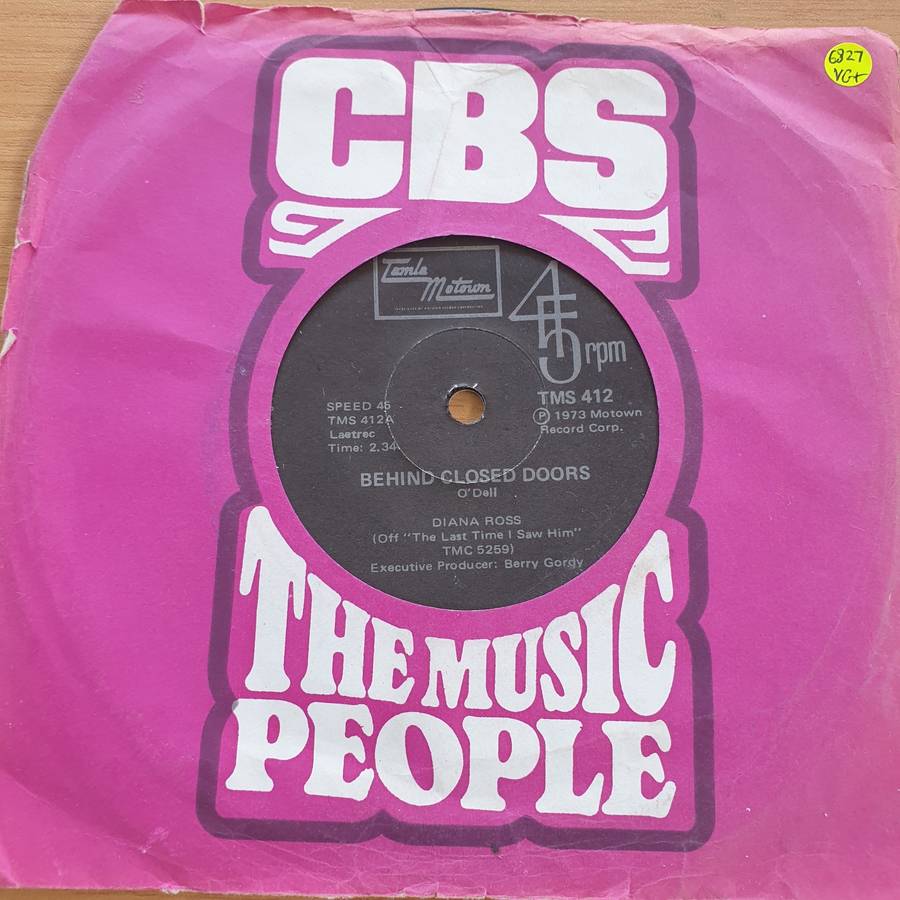 CBS
6827
VG+
Tamla
Motown
45 rpm
TMS 412
℗ 1973 Motown
Record Corp.
SPEED 45
TMS 412A
Laetrec
Time: 2.34
BEHIND CLOSED DOORS
O'Dell
DIANA ROSS
(Off "The Last Time I Saw Him"
TMC 5259)
Executive Producer: Berry Gordy
THE MUSIC
PEOPLE